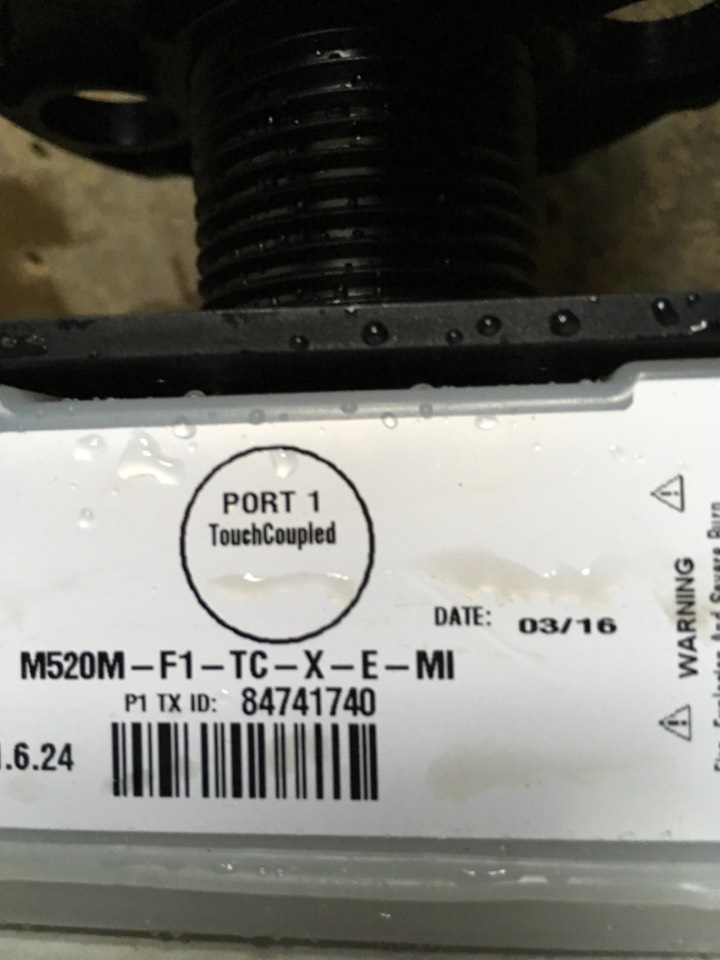 PORT 1
TouchCoupled
DATE: 03/16
M520M-F1-TC-X-E-MI
P1 TX ID: 84741740
.6.24
WARNING